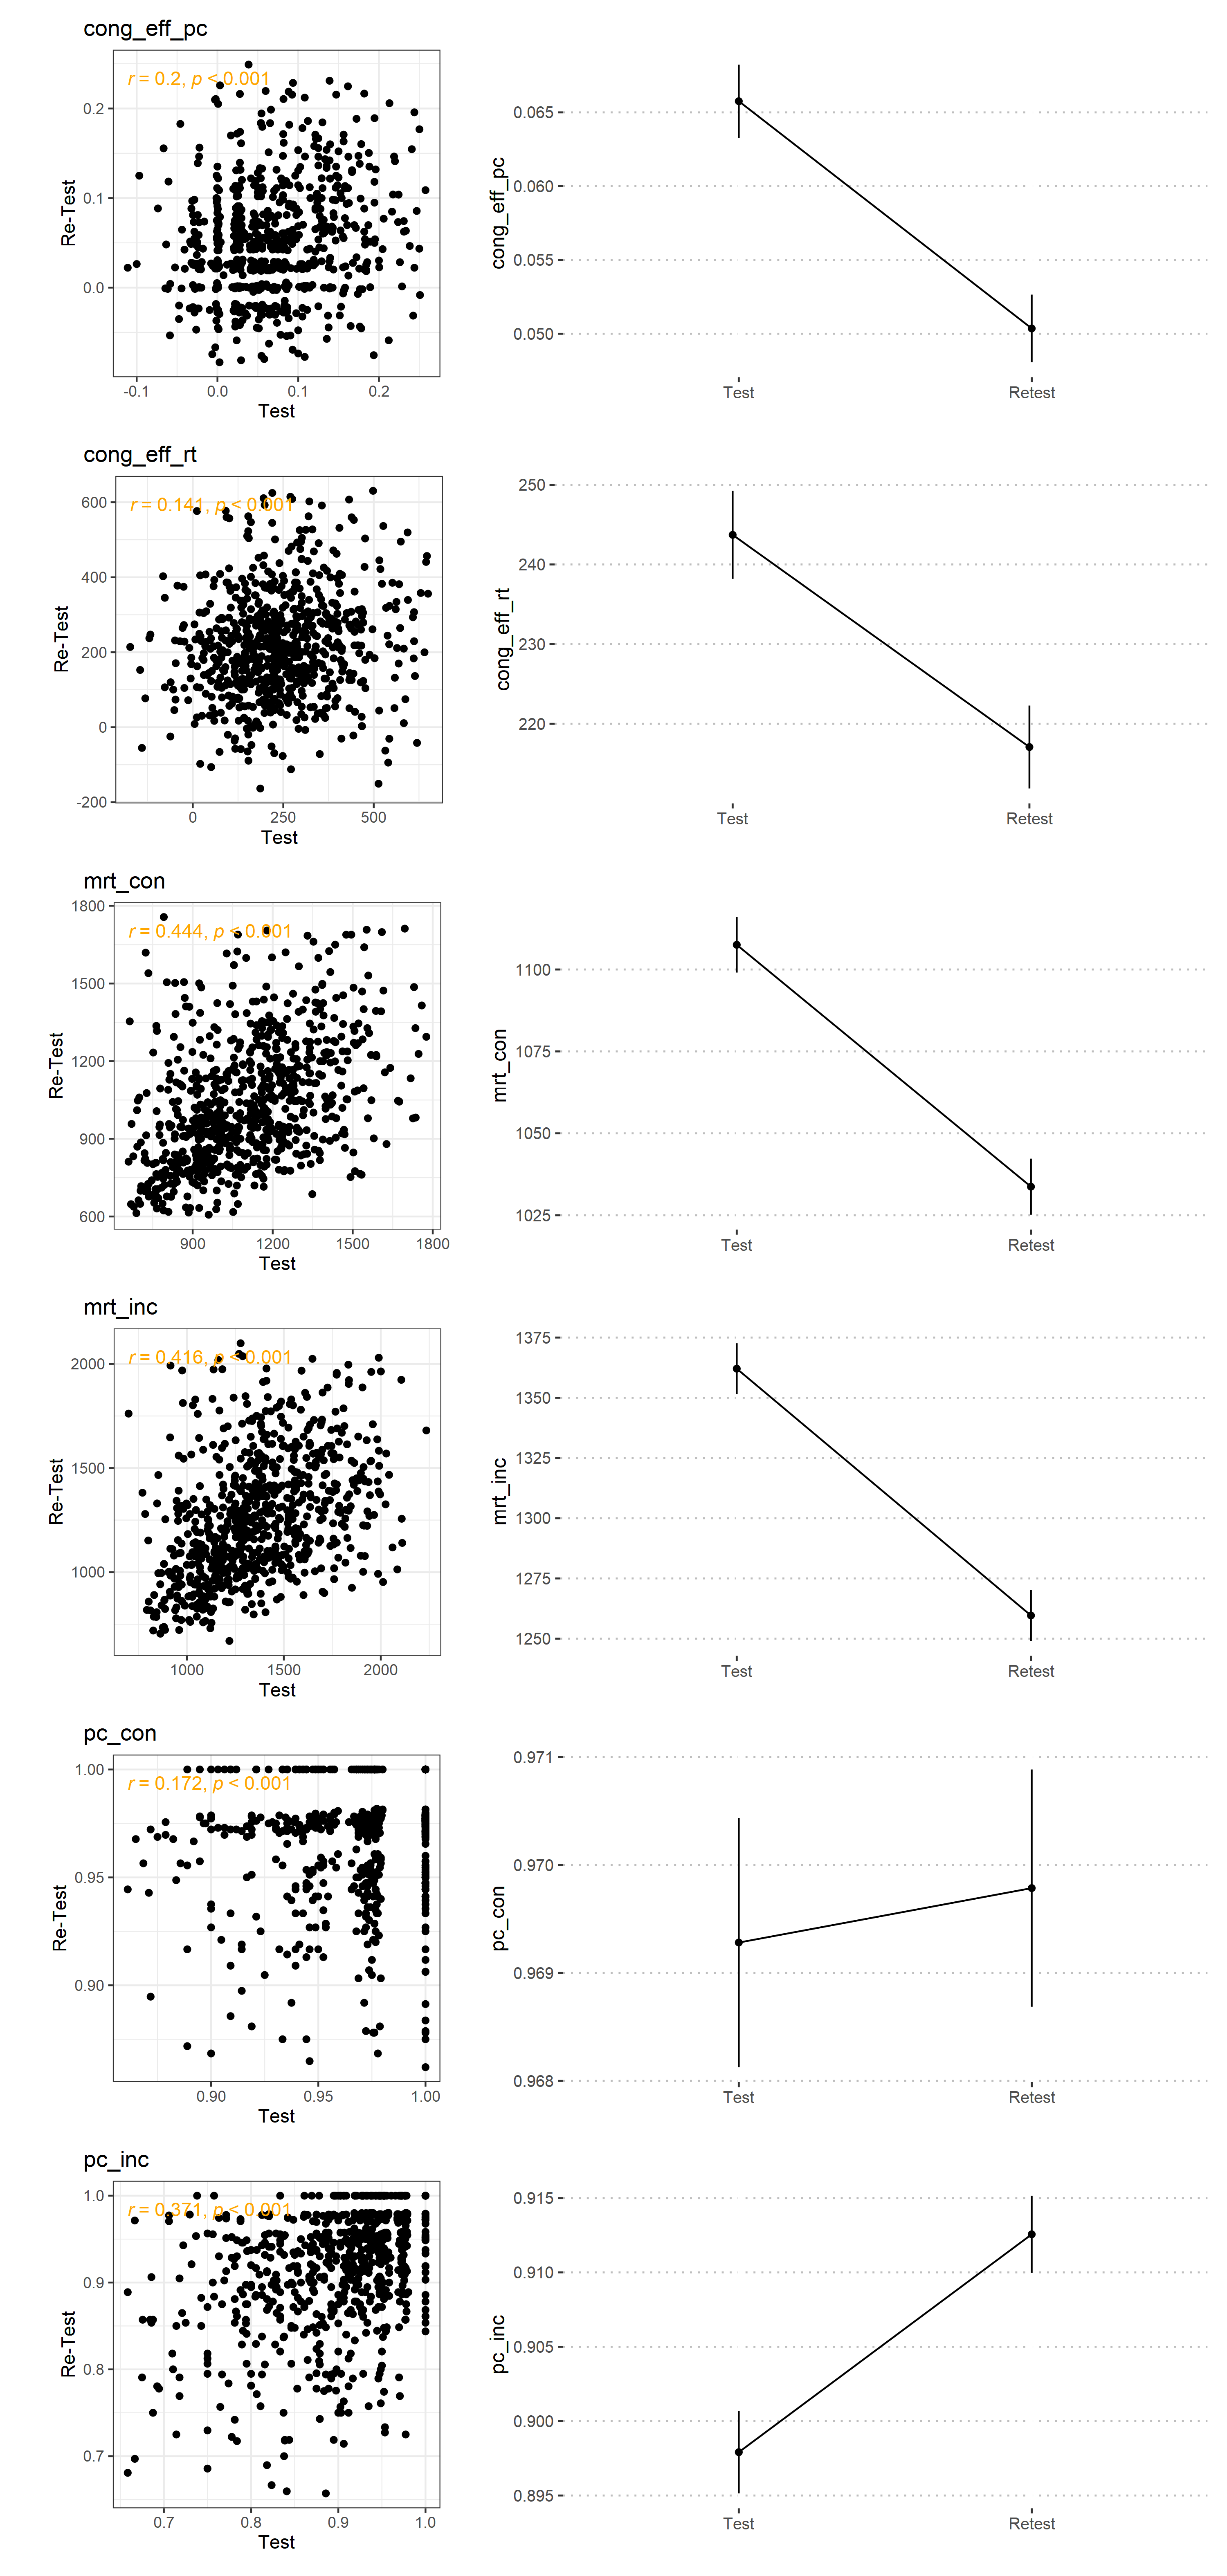 cong_eff_pc
r = 0.2, p < 0.001
0.2
0.1
0.0
Re-Test
-0.1
0.0
0.1
0.2
Test
0.065
0.060
0.055
0.050
cong_eff_pc
Test
Retest
cong_eff_rt
r = 0.141, p < 0.001
600
400
200
0
-200
Re-Test
0
250
500
Test
250
240
230
220
cong_eff_rt
Test
Retest
mrt_con
r = 0.444, p < 0.001
1800
1500
1200
900
600
Re-Test
900
1200
1500
1800
Test
1100
1075
1050
1025
mrt_con
Test
Retest
mrt_inc
r = 0.416, p < 0.001
2000
1500
1000
Re-Test
1000
1500
2000
Test
1375
1350
1325
1300
1275
1250
mrt_inc
Test
Retest
pc_con
r = 0.172, p < 0.001
1.00
0.95
0.90
Re-Test
0.90
0.95
1.00
Test
0.971
0.970
0.969
0.968
pc_con
Test
Retest
pc_inc
r = 0.371, p < 0.001
1.0
0.9
0.8
0.7
Re-Test
0.7
0.8
0.9
1.0
Test
0.915
0.910
0.905
0.900
0.895
pc_inc
Test
Retest